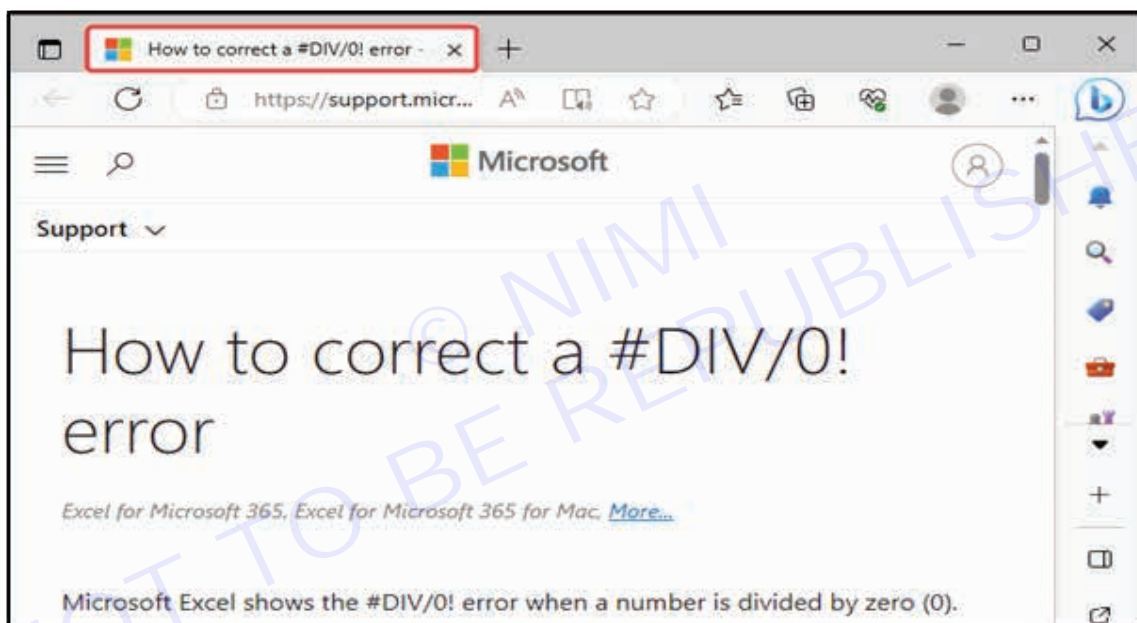 How to correct a #DIV/0! error -
https://support.micr...
Microsoft
Support
How to correct a #DIV/0!
error
Excel for Microsoft 365, Excel for Microsoft 365 for Mac, More...
Microsoft Excel shows the #DIV/0! error when a number is divided by zero (0).
© NIMI
NOT TO BE REPUBLISHE